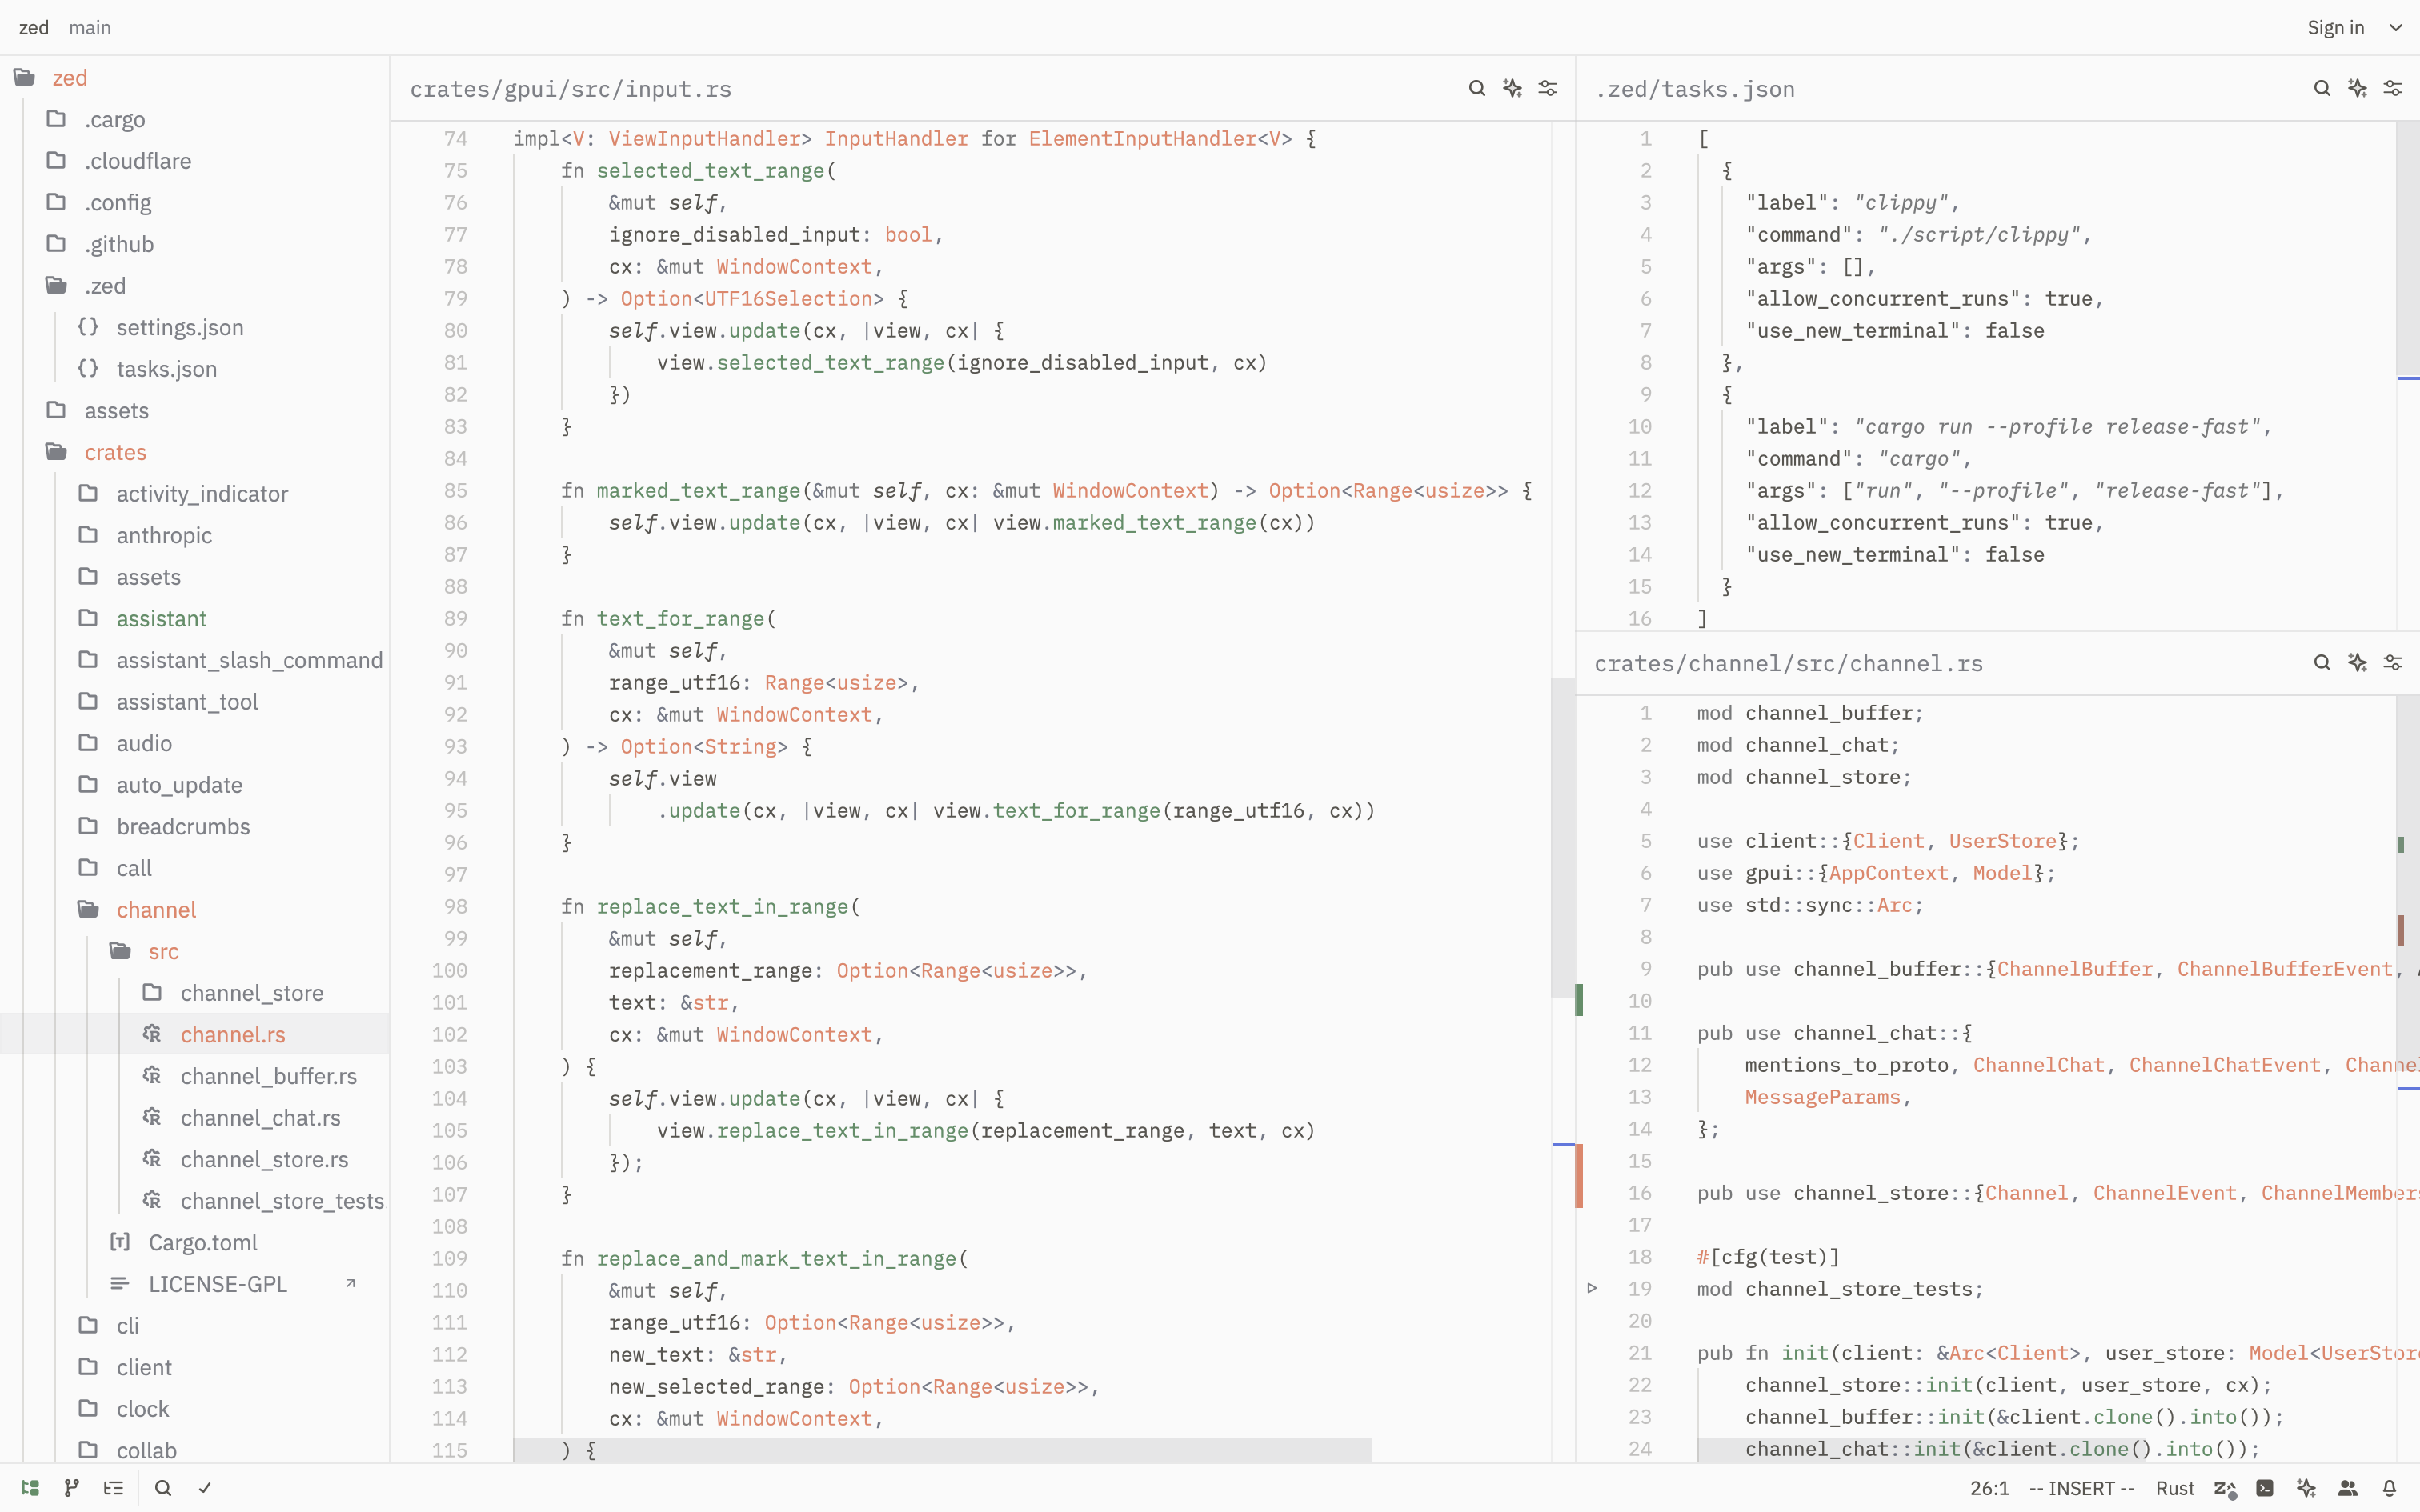 zed main
Sign in
zed
.cargo
.cloudflare
.config
.github
.zed
settings.json
tasks.json
assets
crates
activity_indicator
anthropic
assets
assistant
assistant_slash_command
assistant_tool
audio
auto_update
breadcrumbs
call
channel
src
channel_store
channel.rs
channel_buffer.rs
channel_chat.rs
channel_store.rs
channel_store_tests.
Cargo.toml
LICENSE-GPL
cli
client
clock
collab
crates/gpui/src/input.rs
74 impl<V: ViewInputHandler> InputHandler for ElementInputHandler<V> {
75 fn selected_text_range(
76 &mut self,
77 ignore_disabled_input: bool,
78 cx: &mut WindowContext,
79 ) -> Option<UTF16Selection> {
80 self.view.update(cx, |view, cx| {
81 view.selected_text_range(ignore_disabled_input, cx)
82 })
83 }
84
85 fn marked_text_range(&mut self, cx: &mut WindowContext) -> Option<Range<usize>> {
86 self.view.update(cx, |view, cx| view.marked_text_range(cx))
87 }
88
89 fn text_for_range(
90 &mut self,
91 range_utf16: Range<usize>,
92 cx: &mut WindowContext,
93 ) -> Option<String> {
94 self.view
95 .update(cx, |view, cx| view.text_for_range(range_utf16, cx))
96 }
97
98 fn replace_text_in_range(
99 &mut self,
100 replacement_range: Option<Range<usize>>,
101 text: &str,
102 cx: &mut WindowContext,
103 ) {
104 self.view.update(cx, |view, cx| {
105 view.replace_text_in_range(replacement_range, text, cx)
106 });
107 }
108
109 fn replace_and_mark_text_in_range(
110 &mut self,
111 range_utf16: Option<Range<usize>>,
112 new_text: &str,
113 new_selected_range: Option<Range<usize>>,
114 cx: &mut WindowContext,
115 ) {
.zed/tasks.json
1 [
2 {
3 "label": "clippy",
4 "command": "./script/clippy",
5 "args": [],
6 "allow_concurrent_runs": true,
7 "use_new_terminal": false
8 },
9 {
10 "label": "cargo run --profile release-fast",
11 "command": "cargo",
12 "args": ["run", "--profile", "release-fast"],
13 "allow_concurrent_runs": true,
14 "use_new_terminal": false
15 }
16 ]
crates/channel/src/channel.rs
1 mod channel_buffer;
2 mod channel_chat;
3 mod channel_store;
4
5 use client::{Client, UserStore};
6 use gpui::{AppContext, Model};
7 use std::sync::Arc;
8
9 pub use channel_buffer::{ChannelBuffer, ChannelBufferEvent,
10
11 pub use channel_chat::{
12 mentions_to_proto, ChannelChat, ChannelChatEvent, Channe
13 MessageParams,
14 };
15
16 pub use channel_store::{Channel, ChannelEvent, ChannelMember
17
18 #[cfg(test)]
19 mod channel_store_tests;
20
21 pub fn init(client: &Arc<Client>, user_store: Model<UserStor
22 channel_store::init(client, user_store, cx);
23 channel_buffer::init(&client.clone().into());
24 channel_chat::init(&client.clone().into());
26:1 -- INSERT -- Rust